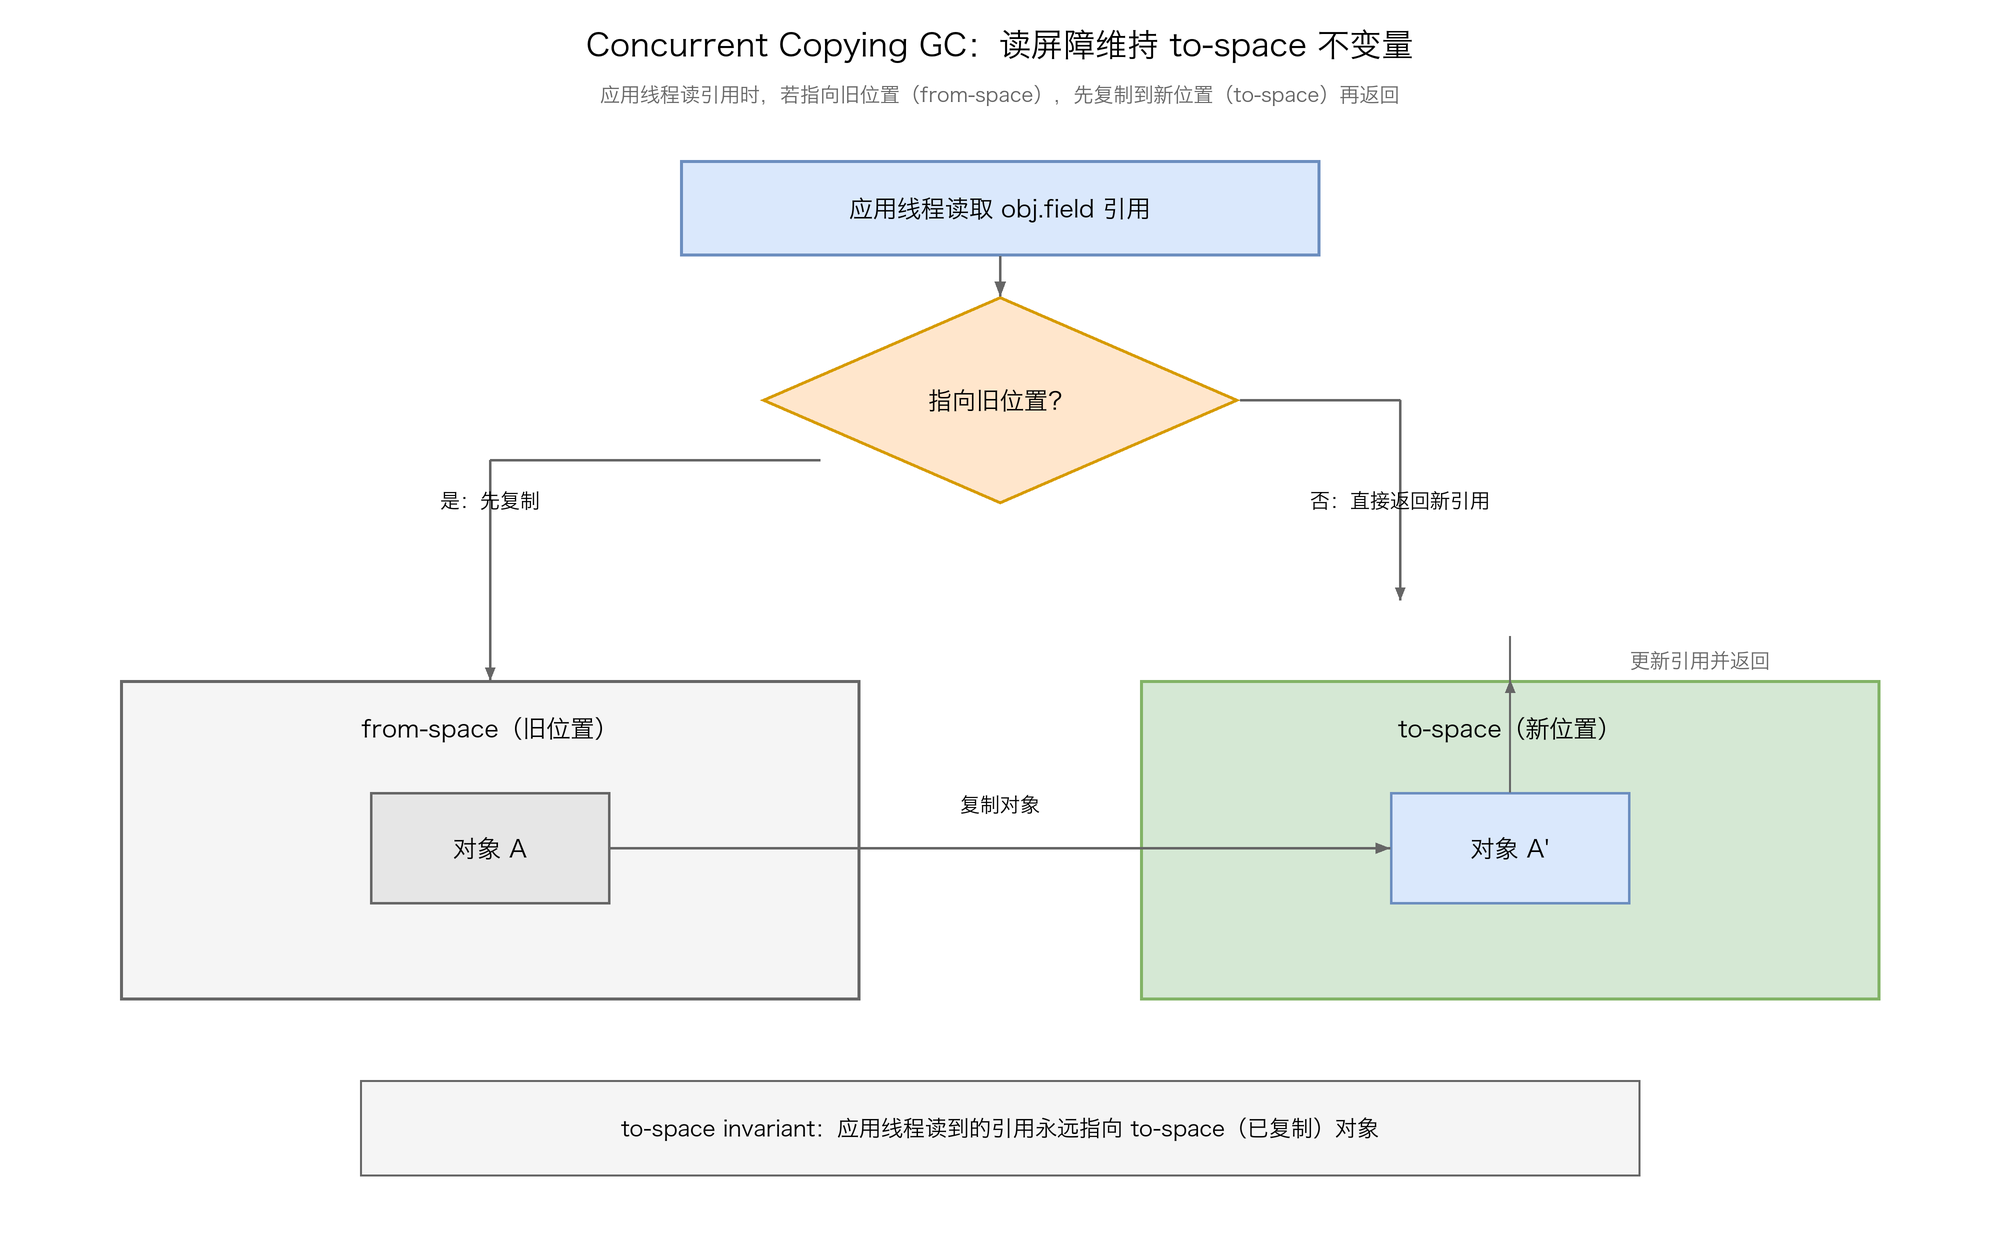 Concurrent Copying GC：读屏障维持 to-space 不变量
应用线程读引用时，若指向旧位置（from-space），先复制到新位置（to-space）再返回
应用线程读取 obj.field 引用
指向旧位置？
是：先复制
否：直接返回新引用
更新引用并返回
from-space（旧位置）
to-space（新位置）
复制对象
对象 A
对象 A'
to-space invariant：应用线程读到的引用永远指向 to-space（已复制）对象